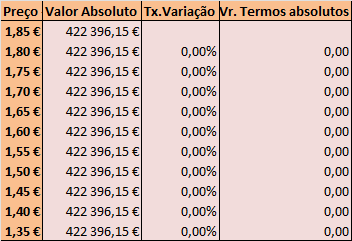 Preço Valor Absoluto Tx.Variação Vr. Termos absolutos
1,85 € 422 396,15 €
1,80 € 422 396,15 € 0,00% 0,00
1,75 € 422 396,15 € 0,00% 0,00
1,70 € 422 396,15 € 0,00% 0,00
1,65 € 422 396,15 € 0,00% 0,00
1,60 € 422 396,15 € 0,00% 0,00
1,55 € 422 396,15 € 0,00% 0,00
1,50 € 422 396,15 € 0,00% 0,00
1,45 € 422 396,15 € 0,00% 0,00
1,40 € 422 396,15 € 0,00% 0,00
1,35 € 422 396,15 € 0,00% 0,00